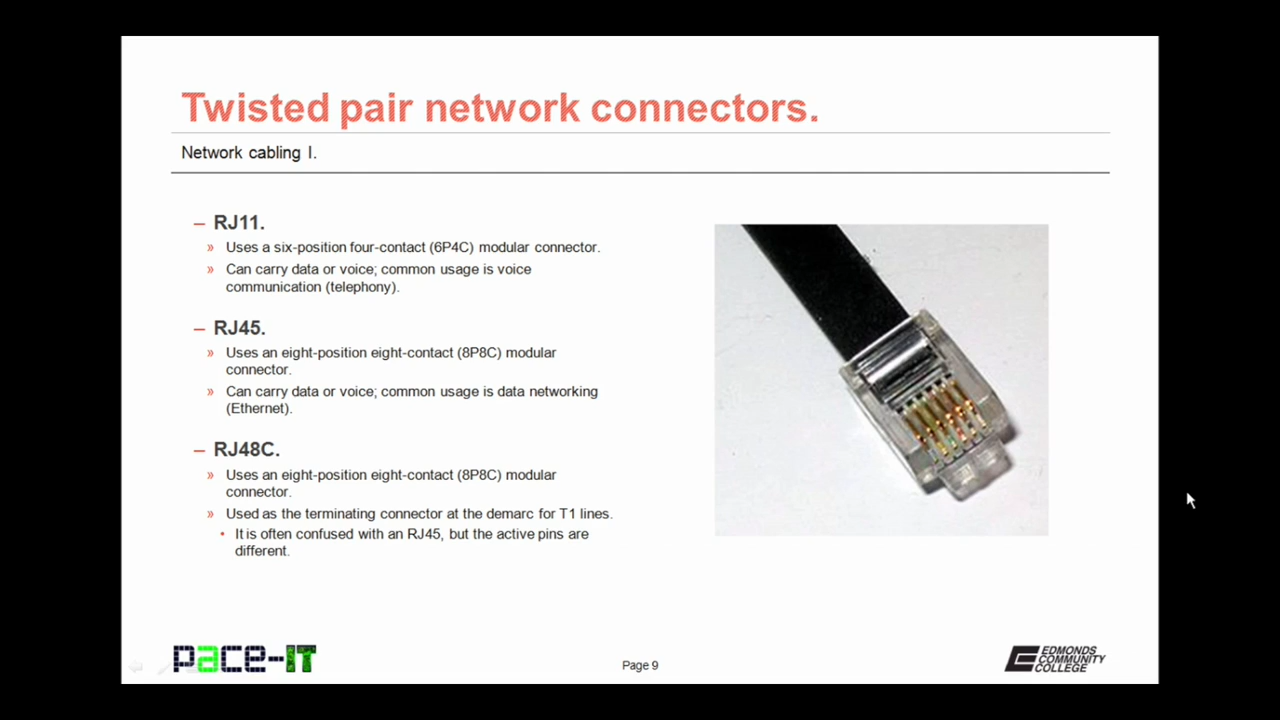 Twisted pair network connectors.
Network cabling I.
– RJ11.
» Uses a six-position four-contact (6P4C) modular connector.
» Can carry data or voice; common usage is voice
communication (telephony).
– RJ45.
» Uses an eight-position eight-contact (8P8C) modular
connector.
» Can carry data or voice; common usage is data networking
(Ethernet).
– RJ48C.
» Uses an eight-position eight-contact (8P8C) modular
connector.
» Used as the terminating connector at the demarc for T1 lines.
• It is often confused with an RJ45, but the active pins are
different.
pace-IT
Page 9
EDMONDS
COMMUNITY
COLLEGE